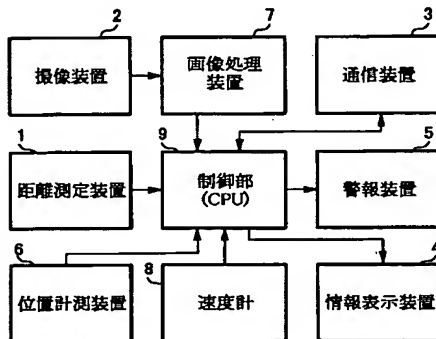 2
撮像装置
7
画像処理
装置
3
通信装置
1
距離測定装置
9
制御部
(CPU)
5
警報装置
6
位置計測装置
8
速度計
4
情報表示装置